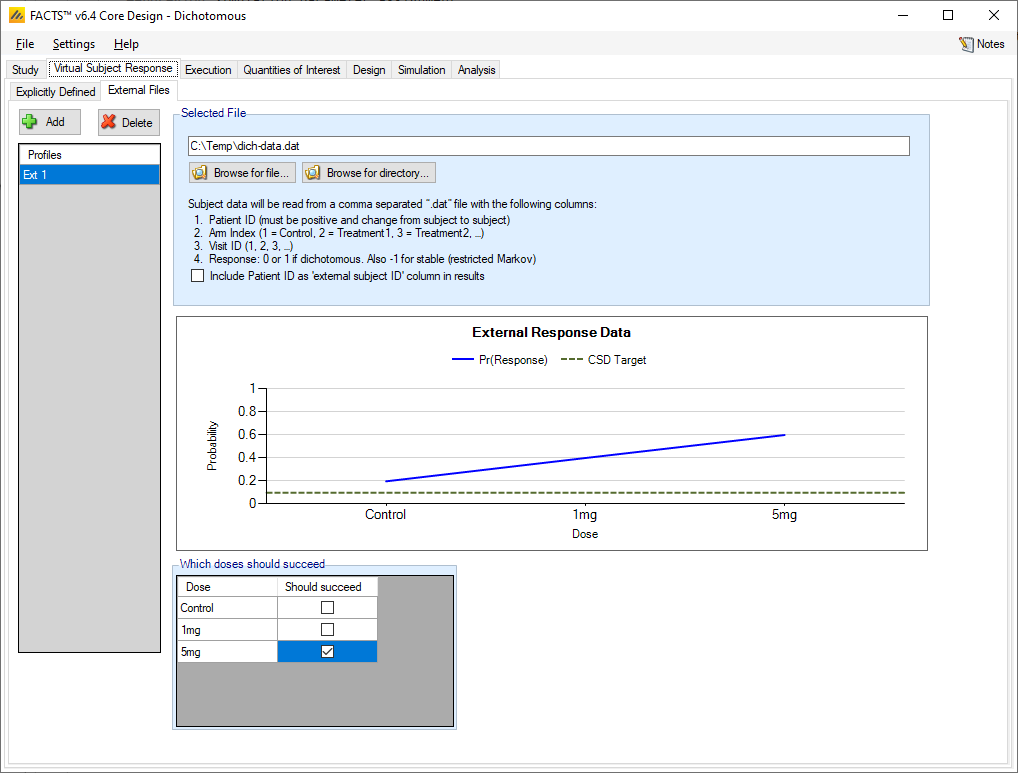 FACTS™ v6.4 Core Design - Dichotomous
File Settings Help Notes
Study Virtual Subject Response Execution Quantities of Interest Design Simulation Analysis
Explicitly Defined External Files
Add Delete
Profiles
Ext 1
Selected File
C:\Temp\dich-data.dat
Browse for file... Browse for directory...
Subject data will be read from a comma separated ".dat" file with the following columns:
1. Patient ID (must be positive and change from subject to subject)
2. Arm Index (1 = Control, 2 = Treatment1, 3 = Treatment2, ...)
3. Visit ID (1, 2, 3, ...)
4. Response: 0 or 1 if dichotomous. Also -1 for stable (restricted Markov)
Include Patient ID as 'external subject ID' column in results
External Response Data
Pr(Response) CSD Target
1
0.8
0.6
0.4
0.2
0
Probability
Control 1mg 5mg
Dose
Which doses should succeed
Dose Should succeed
Control
1mg
5mg